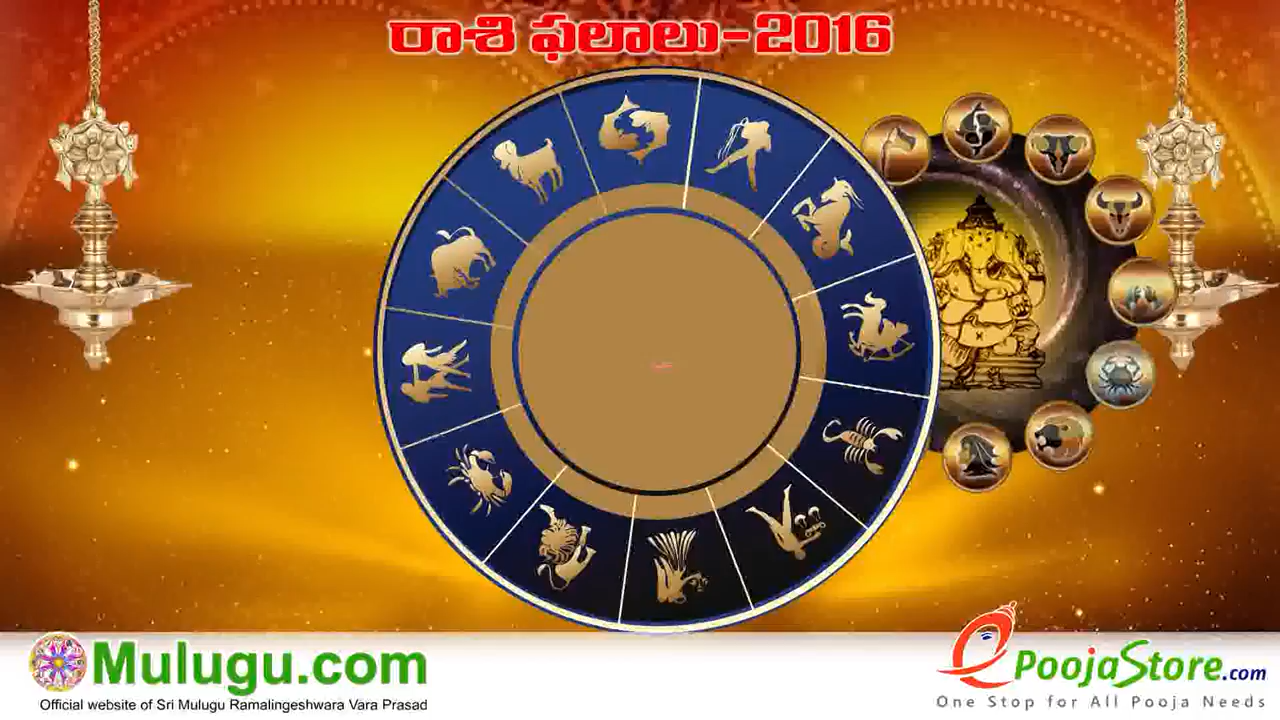 రాశి ఫలాలు-2016
Mulugu.com
Official website of Sri Mulugu Ramalingeshwara Vara Prasad
ePoojaStore.com
One Stop for All Pooja Needs